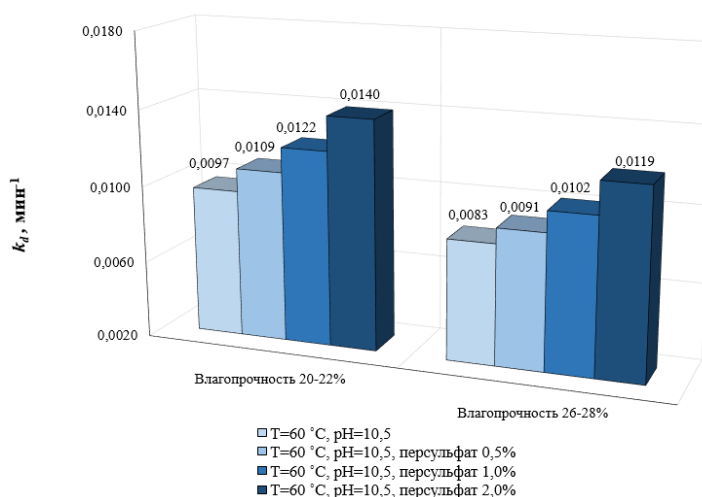 0,0180
0,0140
0,0100
0,0060
0,0020
k_d, мин⁻¹
0,0097
0,0109
0,0122
0,0140
0,0083
0,0091
0,0102
0,0119
Влагопрочность 20-22%
Влагопрочность 26-28%
T=60 ˚C, pH=10,5
T=60 ˚C, pH=10,5, персульфат 0,5%
T=60 ˚C, pH=10,5, персульфат 1,0%
T=60 ˚C, pH=10,5, персульфат 2,0%